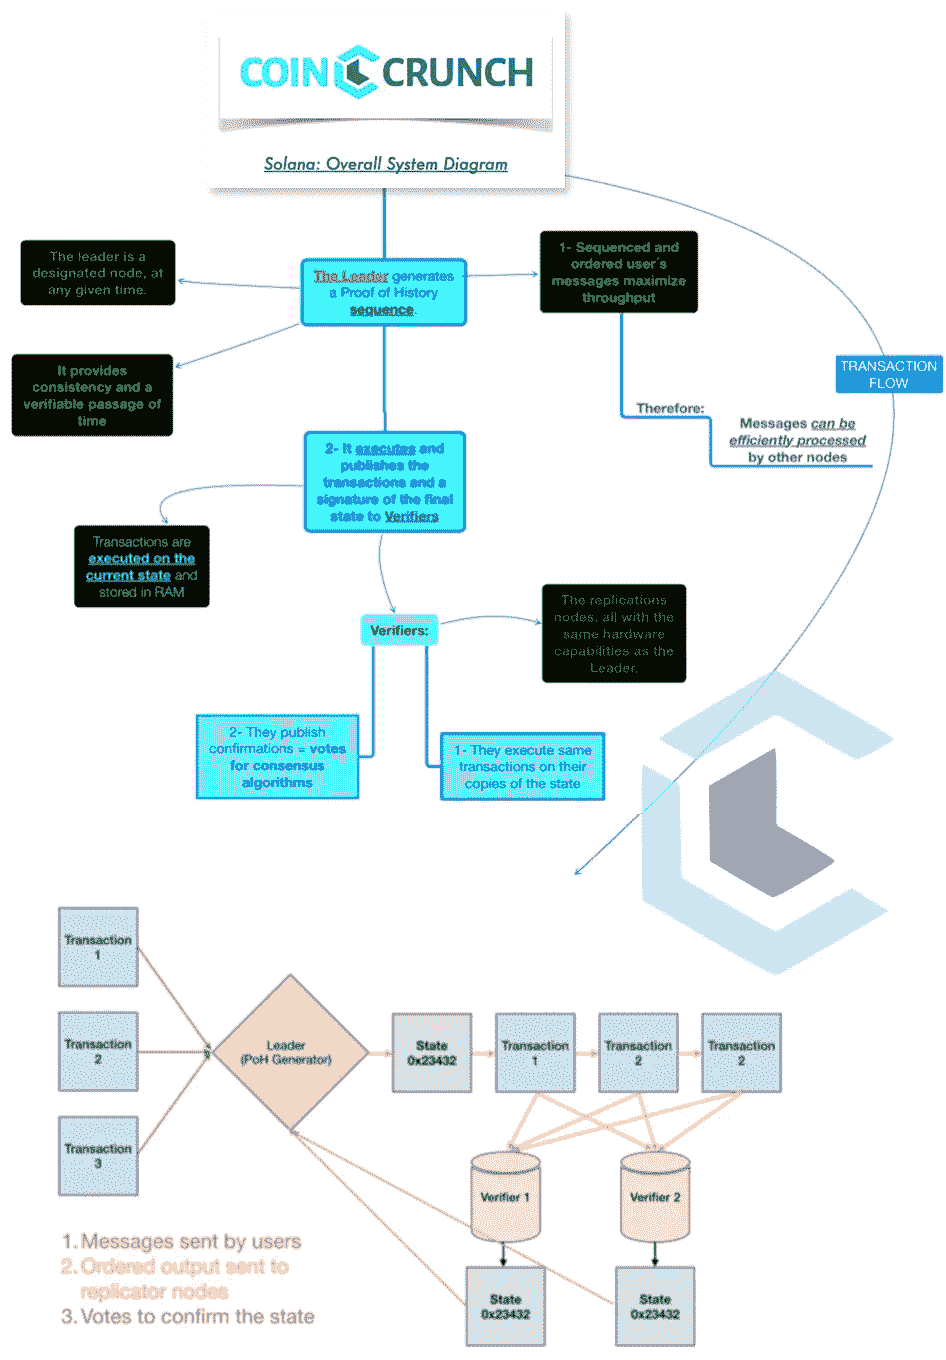 COIN CRUNCH
Solana: Overall System Diagram
The leader is a
designated node, at
any given time.
The Leader generates
a Proof of History
sequence.
1- Sequenced and
ordered user's
messages maximize
throughput
It provides
consistency and a
verifiable passage of
time
TRANSACTION
FLOW
Therefore:
Messages can be
efficiently processed
by other nodes
2- It executes and
publishes the
transactions and a
signature of the final
state to Verifiers
Transactions are
executed on the
current state and
stored in RAM
Verifiers:
The replications
nodes, all with the
same hardware
capabilities as the
Leader.
2- They publish
confirmations = votes
for consensus
algorithms
1- They execute same
transactions on their
copies of the state
Transaction
1
Transaction
2
Transaction
3
Leader
(PoH Generator)
State
0x23432
Transaction
1
Transaction
2
Transaction
2
Verifier 1
Verifier 2
State
0x23432
State
0x23432
1. Messages sent by users
2. Ordered output sent to
replicator nodes
3. Votes to confirm the state